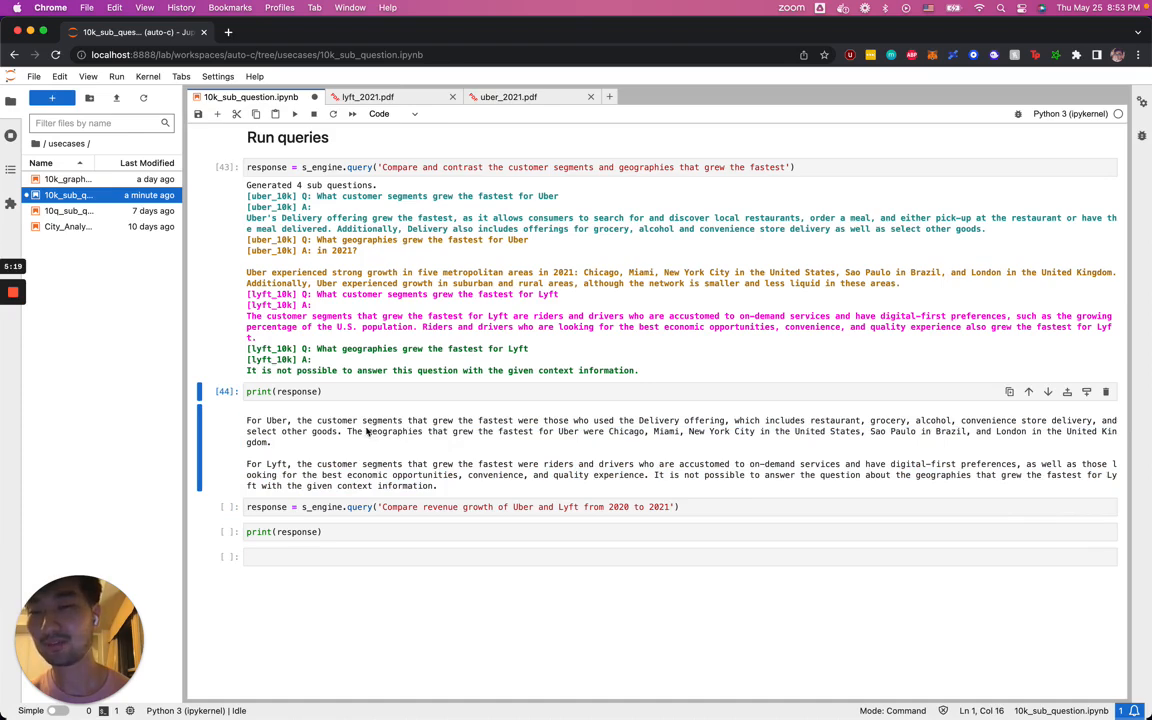 Chrome File Edit View History Bookmarks Profiles Tab Window Help zoom Thu May 25 8:53 PM
10k_sub_ques... (auto-c) - Jup
localhost:8888/lab/workspaces/auto-c/tree/usecases/10k_sub_question.ipynb
File Edit View Run Kernel Tabs Settings Help
10k_sub_question.ipynb lyft_2021.pdf uber_2021.pdf
Code Python 3 (ipykernel)
Filter files by name
/ usecases /
Name Last Modified
10k_graph... a day ago
10k_sub_q... a minute ago
10q_sub_q... 7 days ago
City_Analy... 10 days ago
5:19
Run queries
[43]: response = s_engine.query('Compare and contrast the customer segments and geographies that grew the fastest')
Generated 4 sub questions.
[uber_10k] Q: What customer segments grew the fastest for Uber
[uber_10k] A:
Uber's Delivery offering grew the fastest, as it allows consumers to search for and discover local restaurants, order a meal, and either pick-up at the restaurant or have th
e meal delivered. Additionally, Delivery also includes offerings for grocery, alcohol and convenience store delivery as well as select other goods.
[uber_10k] Q: What geographies grew the fastest for Uber
[uber_10k] A: in 2021?
Uber experienced strong growth in five metropolitan areas in 2021: Chicago, Miami, New York City in the United States, Sao Paulo in Brazil, and London in the United Kingdom.
Additionally, Uber experienced growth in suburban and rural areas, although the network is smaller and less liquid in these areas.
[lyft_10k] Q: What customer segments grew the fastest for Lyft
[lyft_10k] A:
The customer segments that grew the fastest for Lyft are riders and drivers who are accustomed to on-demand services and have digital-first preferences, such as the growing
percentage of the U.S. population. Riders and drivers who are looking for the best economic opportunities, convenience, and quality experience also grew the fastest for Lyf
t.
[lyft_10k] Q: What geographies grew the fastest for Lyft
[lyft_10k] A:
It is not possible to answer this question with the given context information.
[44]: print(response)
For Uber, the customer segments that grew the fastest were those who used the Delivery offering, which includes restaurant, grocery, alcohol, convenience store delivery, and
select other goods. The geographies that grew the fastest for Uber were Chicago, Miami, New York City in the United States, Sao Paulo in Brazil, and London in the United Kin
gdom.
For Lyft, the customer segments that grew the fastest were riders and drivers who are accustomed to on-demand services and have digital-first preferences, as well as those l
ooking for the best economic opportunities, convenience, and quality experience. It is not possible to answer the question about the geographies that grew the fastest for Ly
ft with the given context information.
[ ]: response = s_engine.query('Compare revenue growth of Uber and Lyft from 2020 to 2021')
[ ]: print(response)
[ ]:
Simple 0 1 Python 3 (ipykernel) | Idle Mode: Command Ln 1, Col 16 10k_sub_question.ipynb 1